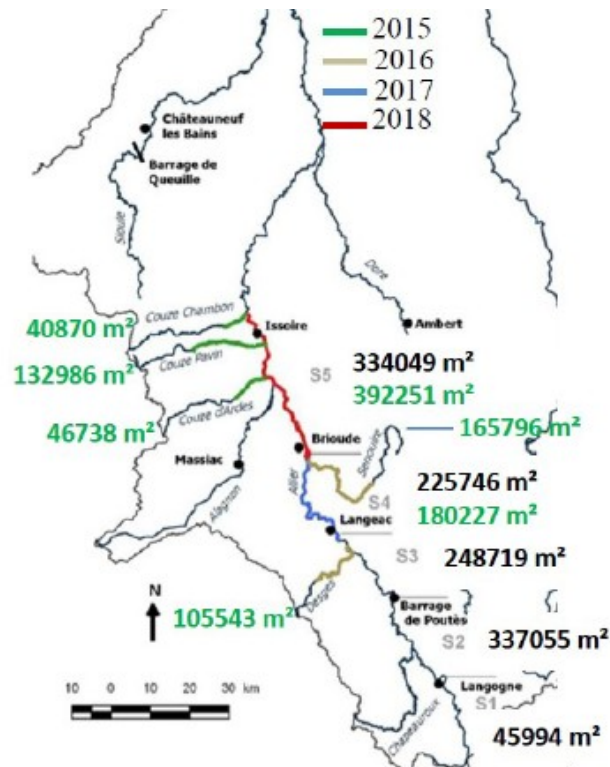 2015
2016
2017
2018
Châteauneuf
les Bains
Barrage de
Queuille
Sioule
Dore
Couze Chambon
Issoire
Ambert
40870 m²
Couze Pavin
334049 m²
132986 m²
S5
392251 m²
Couze d'Ardes
46738 m²
165796m²
Brioude
Senouire
Massiac
225746 m²
Allier
S4
Alagnon
180227 m²
Langeac
S3
248719 m²
N
Desges
105543 m²
Barrage
de Poutès
S2
337055 m²
Langogne
S1
10 0 10 20 30 km
Chapeauroux
45994 m²